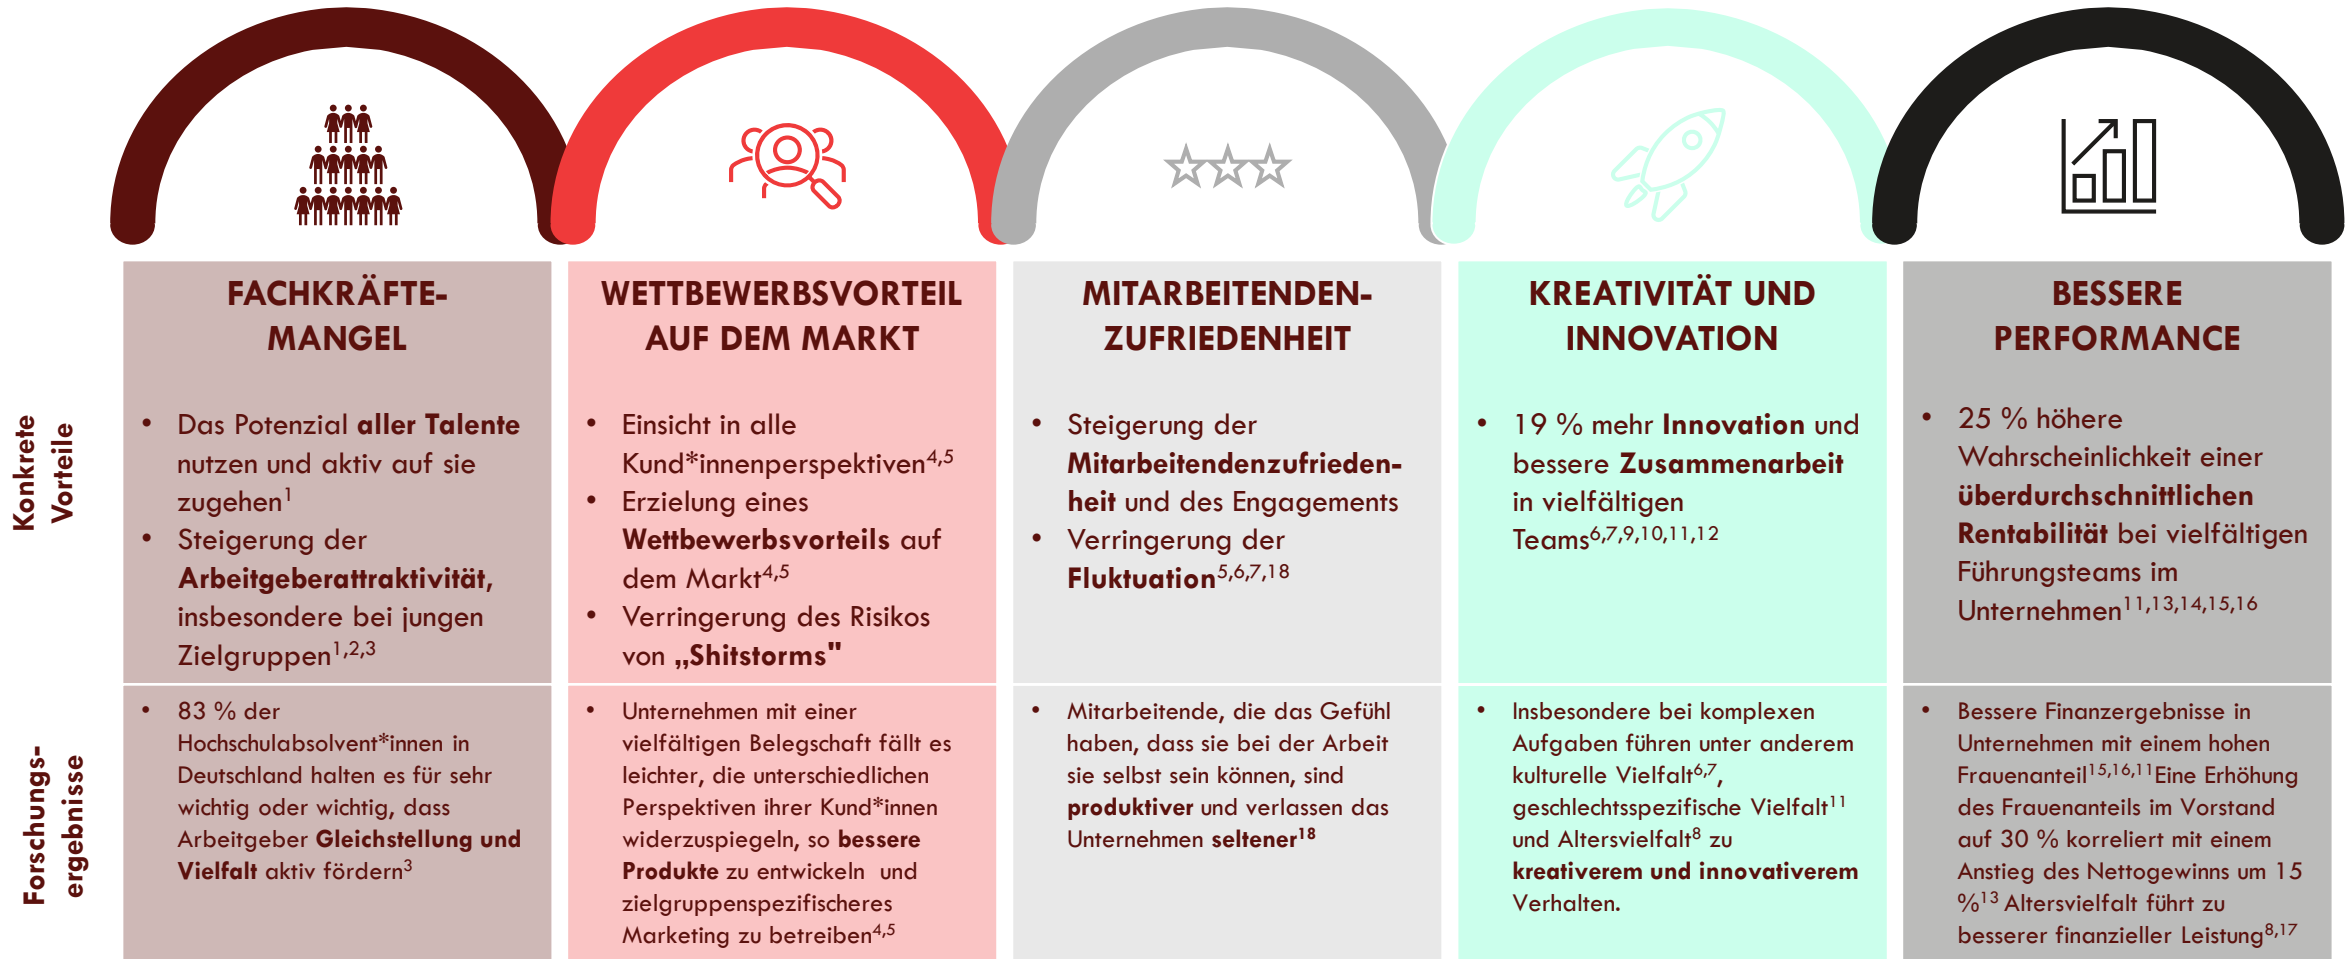 FACHKRÄFTE-
MANGEL
WETTBEWERBSVORTEIL
AUF DEM MARKT
MITARBEITENDEN-
ZUFRIEDENHEIT
KREATIVITÄT UND
INNOVATION
BESSERE
PERFORMANCE
Konkrete
Vorteile
• Das Potenzial aller Talente
nutzen und aktiv auf sie
zugehen1
• Steigerung der
Arbeitgeberattraktivität,
insbesondere bei jungen
Zielgruppen1,2,3
• Einsicht in alle
Kund*innenperspektiven4,5
• Erzielung eines
Wettbewerbsvorteils auf
dem Markt4,5
• Verringerung des Risikos
von „Shitstorms"
• Steigerung der
Mitarbeitendenzufrieden-
heit und des Engagements
• Verringerung der
Fluktuation5,6,7,18
• 19 % mehr Innovation und
bessere Zusammenarbeit
in vielfältigen
Teams6,7,9,10,11,12
• 25 % höhere
Wahrscheinlichkeit einer
überdurchschnittlichen
Rentabilität bei vielfältigen
Führungsteams im
Unternehmen11,13,14,15,16
Forschungs-
ergebnisse
• 83 % der
Hochschulabsolvent*innen in
Deutschland halten es für sehr
wichtig oder wichtig, dass
Arbeitgeber Gleichstellung und
Vielfalt aktiv fördern3
• Unternehmen mit einer
vielfältigen Belegschaft fällt es
leichter, die unterschiedlichen
Perspektiven ihrer Kund*innen
widerzuspiegeln, so bessere
Produkte zu entwickeln und
zielgruppenspezifischeres
Marketing zu betreiben4,5
• Mitarbeitende, die das Gefühl
haben, dass sie bei der Arbeit
sie selbst sein können, sind
produktiver und verlassen das
Unternehmen seltener18
• Insbesondere bei komplexen
Aufgaben führen unter anderem
kulturelle Vielfalt6,7,
geschlechtsspezifische Vielfalt11
und Altersvielfalt8 zu
kreativerem und innovativerem
Verhalten.
• Bessere Finanzergebnisse in
Unternehmen mit einem hohen
Frauenanteil15,16,11Eine Erhöhung
des Frauenanteils im Vorstand
auf 30 % korreliert mit einem
Anstieg des Nettogewinns um 15
%13 Altersvielfalt führt zu
besserer finanzieller Leistung8,17